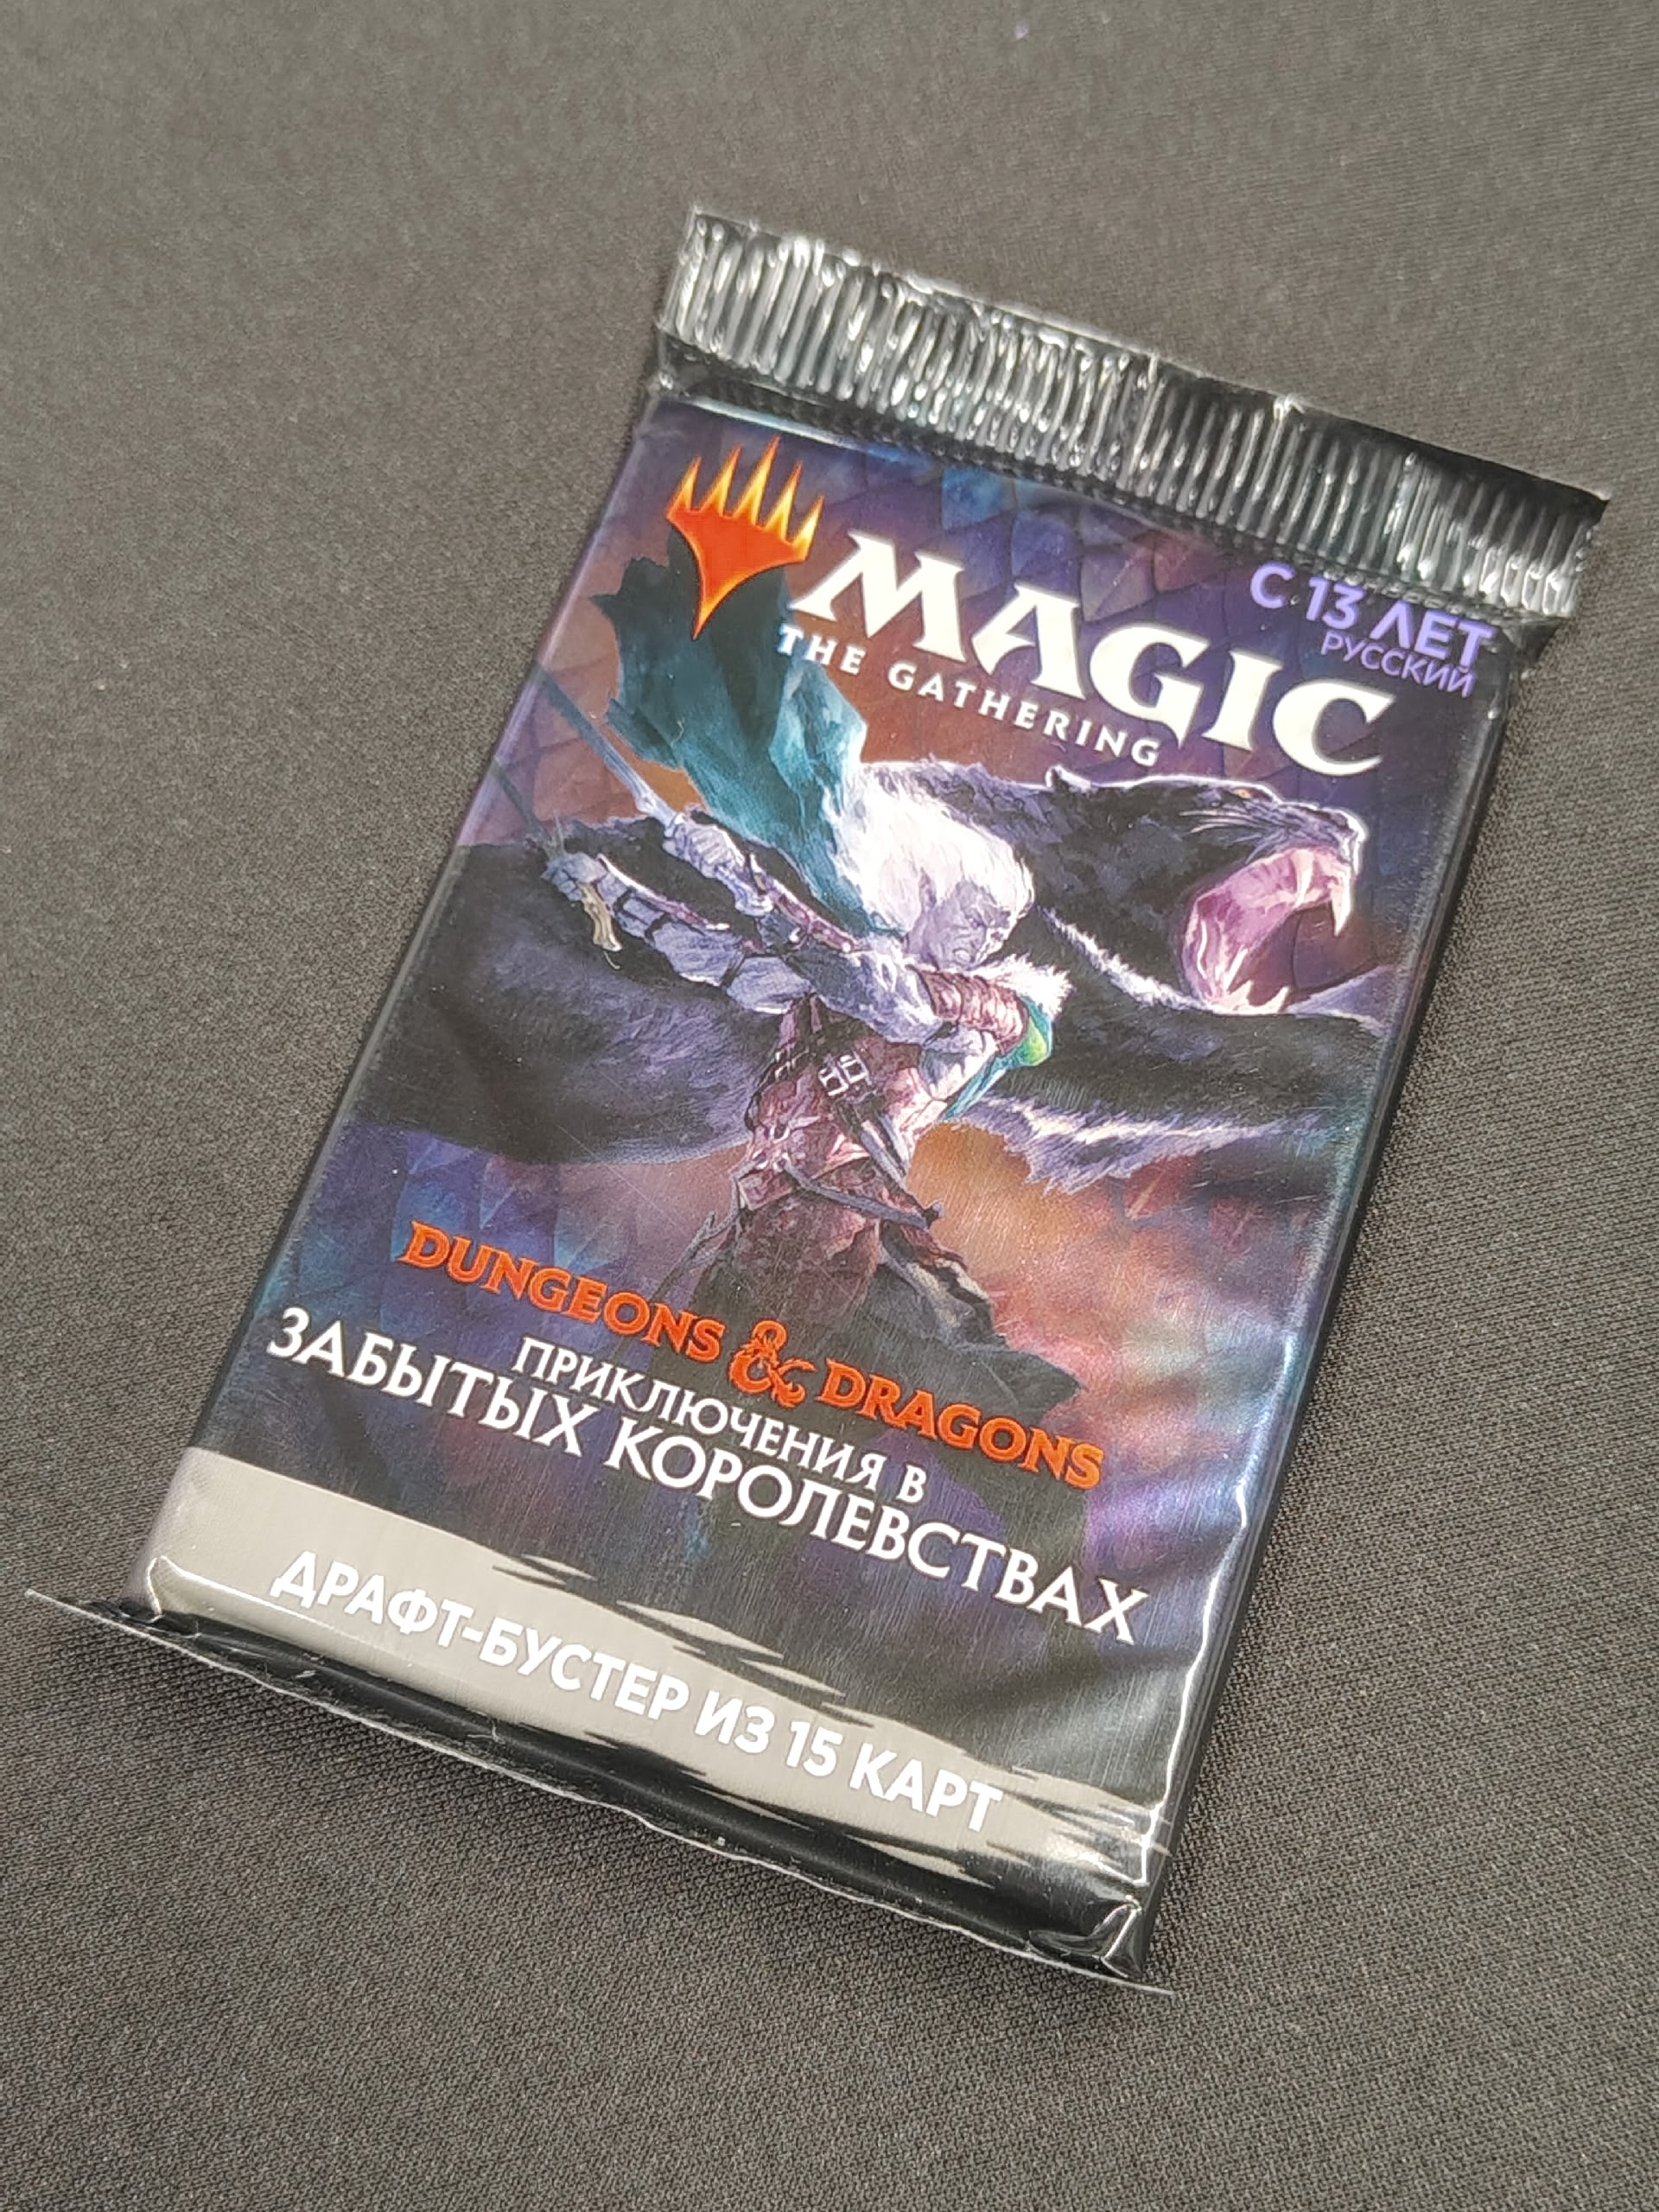 MAGIC
THE GATHERING
С 13 ЛЕТ
РУССКИЙ
DUNGEONS & DRAGONS
ПРИКЛЮЧЕНИЯ В
ЗАБЫТЫХ КОРОЛЕВСТВАХ
ДРАФТ-БУСТЕР ИЗ 15 КАРТ